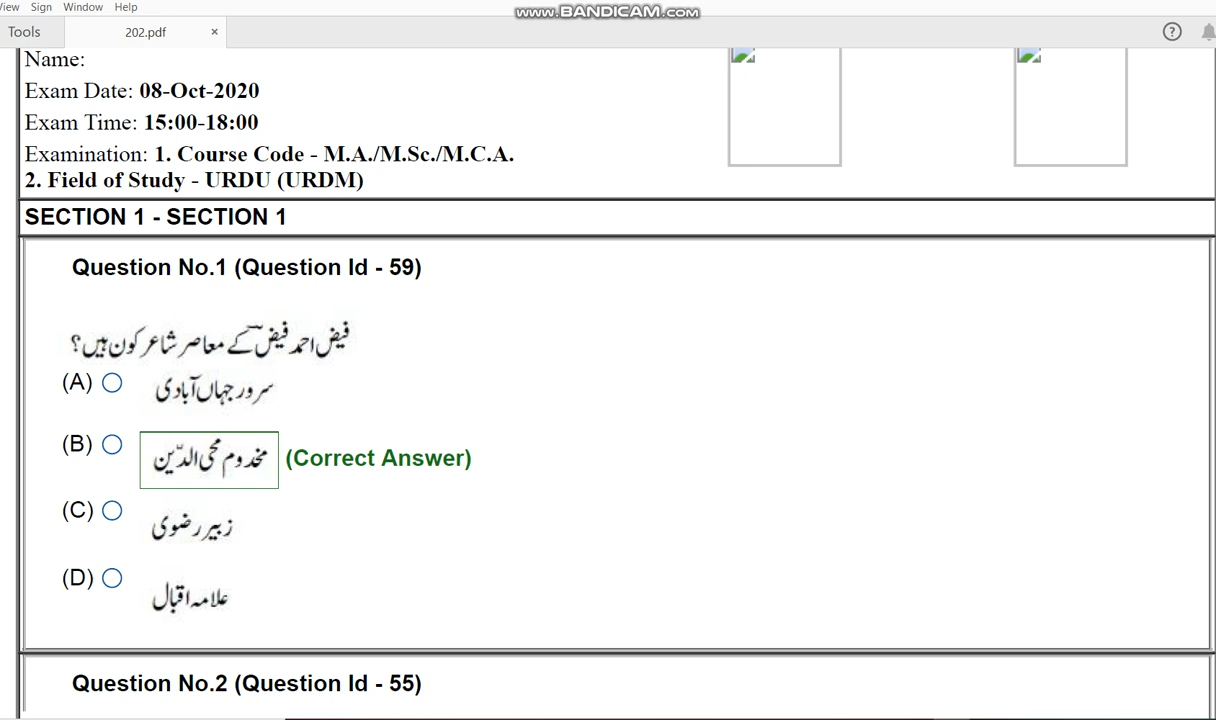 View Sign Window Help
www.BANDICAM.com
Tools
202.pdf ×
?
Name:
Exam Date: 08-Oct-2020
Exam Time: 15:00-18:00
Examination: 1. Course Code - M.A./M.Sc./M.C.A.
2. Field of Study - URDU (URDM)
SECTION 1 - SECTION 1
Question No.1 (Question Id - 59)
فیض احمد فیضؔ کے معاصر شاعر کون ہیں؟
(A) سرور جہاں آبادی
(B) مخدوم محی الدّین (Correct Answer)
(C) زبیر رضوی
(D) علامہ اقبال
Question No.2 (Question Id - 55)